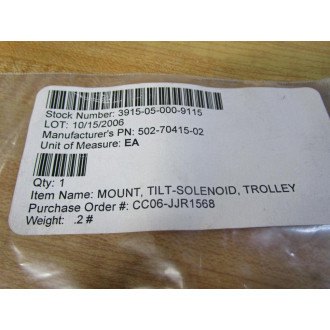 Stock Number: 3915-05-000-9115
LOT: 10/15/2006
Manufacturer's PN: 502-70415-02
Unit of Measure: EA
Qty: 1
Item Name: MOUNT, TILT-SOLENOID, TROLLEY
Purchase Order #: CC06-JJR1568
Weight: .2 #